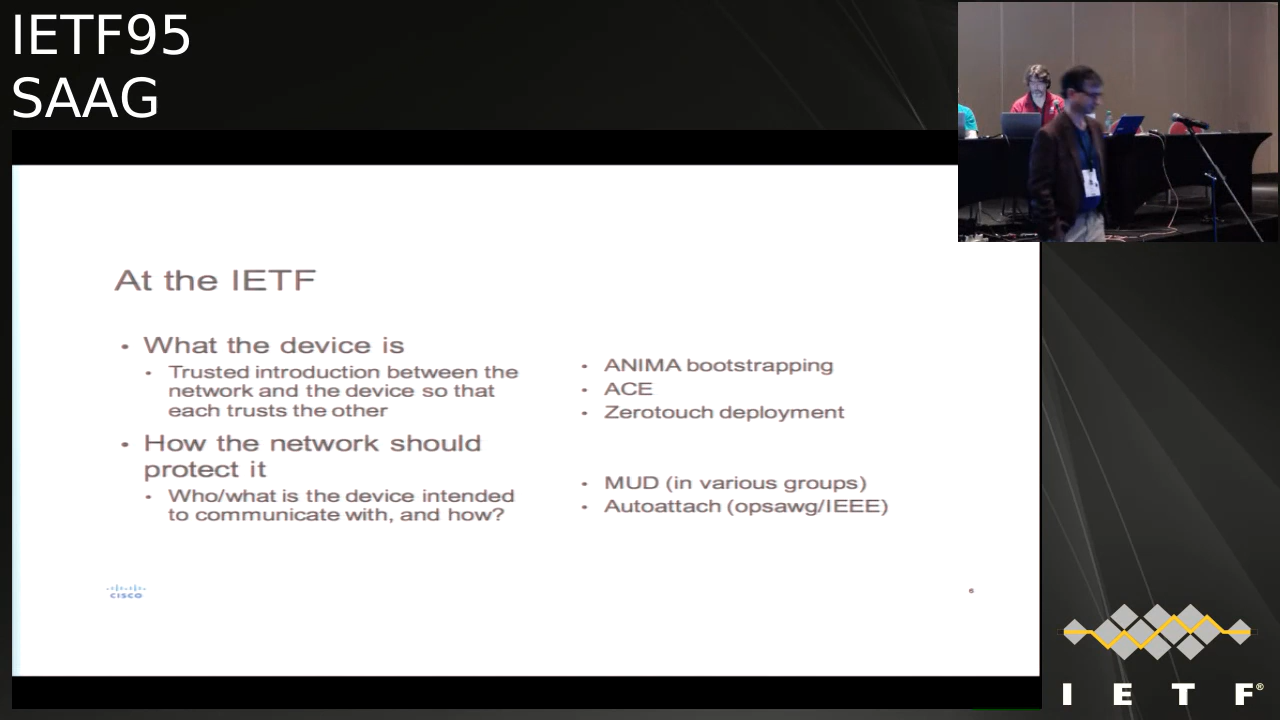 IETF95
SAAG
At the IETF
• What the device is
• Trusted introduction between the
network and the device so that
each trusts the other
• How the network should
protect it
• Who/what is the device intended
to communicate with, and how?
• ANIMA bootstrapping
• ACE
• Zerotouch deployment
• MUD (in various groups)
• Autoattach (opsawg/IEEE)
CISCO
6
I E T F®